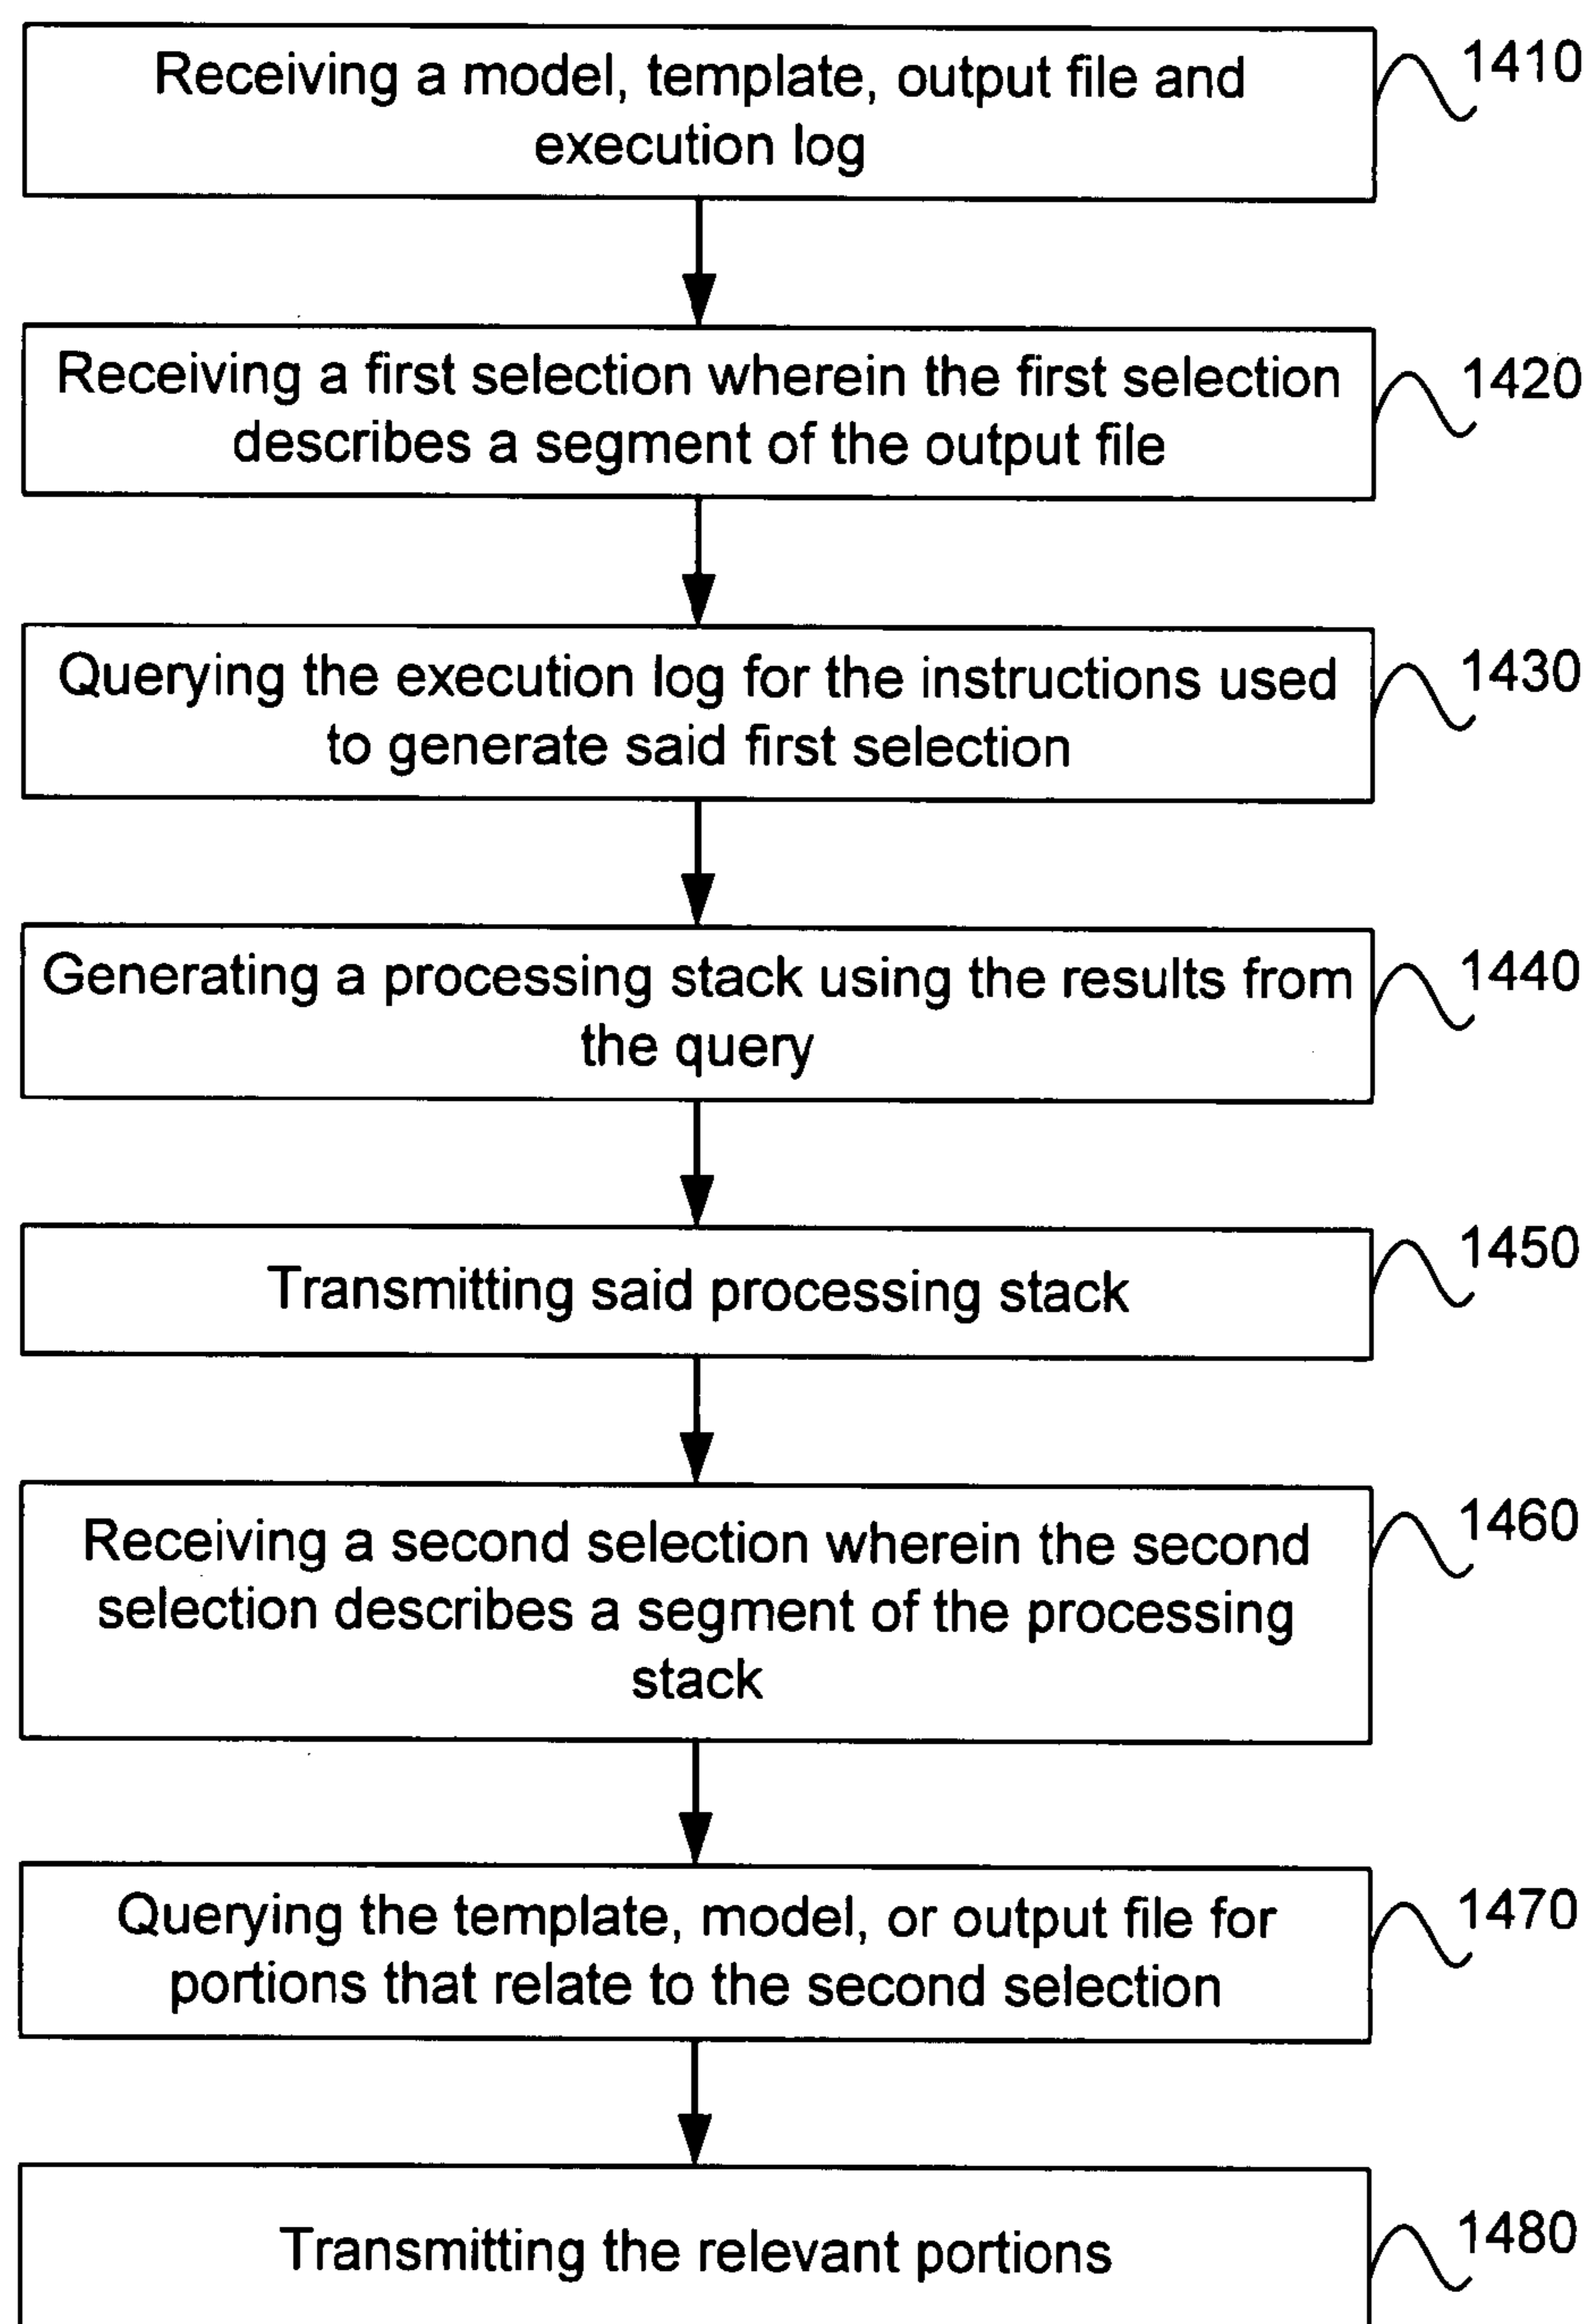 Receiving a model, template, output file and
execution log
1410
Receiving a first selection wherein the first selection
describes a segment of the output file
1420
Querying the execution log for the instructions used
to generate said first selection
1430
Generating a processing stack using the results from
the query
1440
Transmitting said processing stack
1450
Receiving a second selection wherein the second
selection describes a segment of the processing
stack
1460
Querying the template, model, or output file for
portions that relate to the second selection
1470
Transmitting the relevant portions
1480